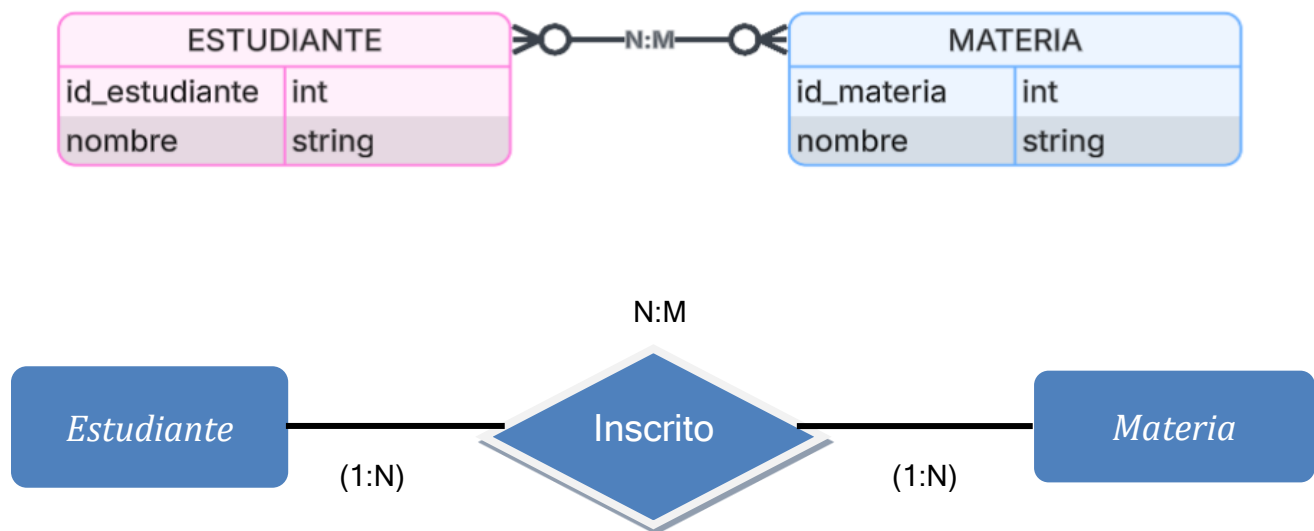 ESTUDIANTE
N:M
MATERIA
id_estudiante int
nombre string
id_materia int
nombre string
N:M
Estudiante
Inscrito
Materia
(1:N)
(1:N)